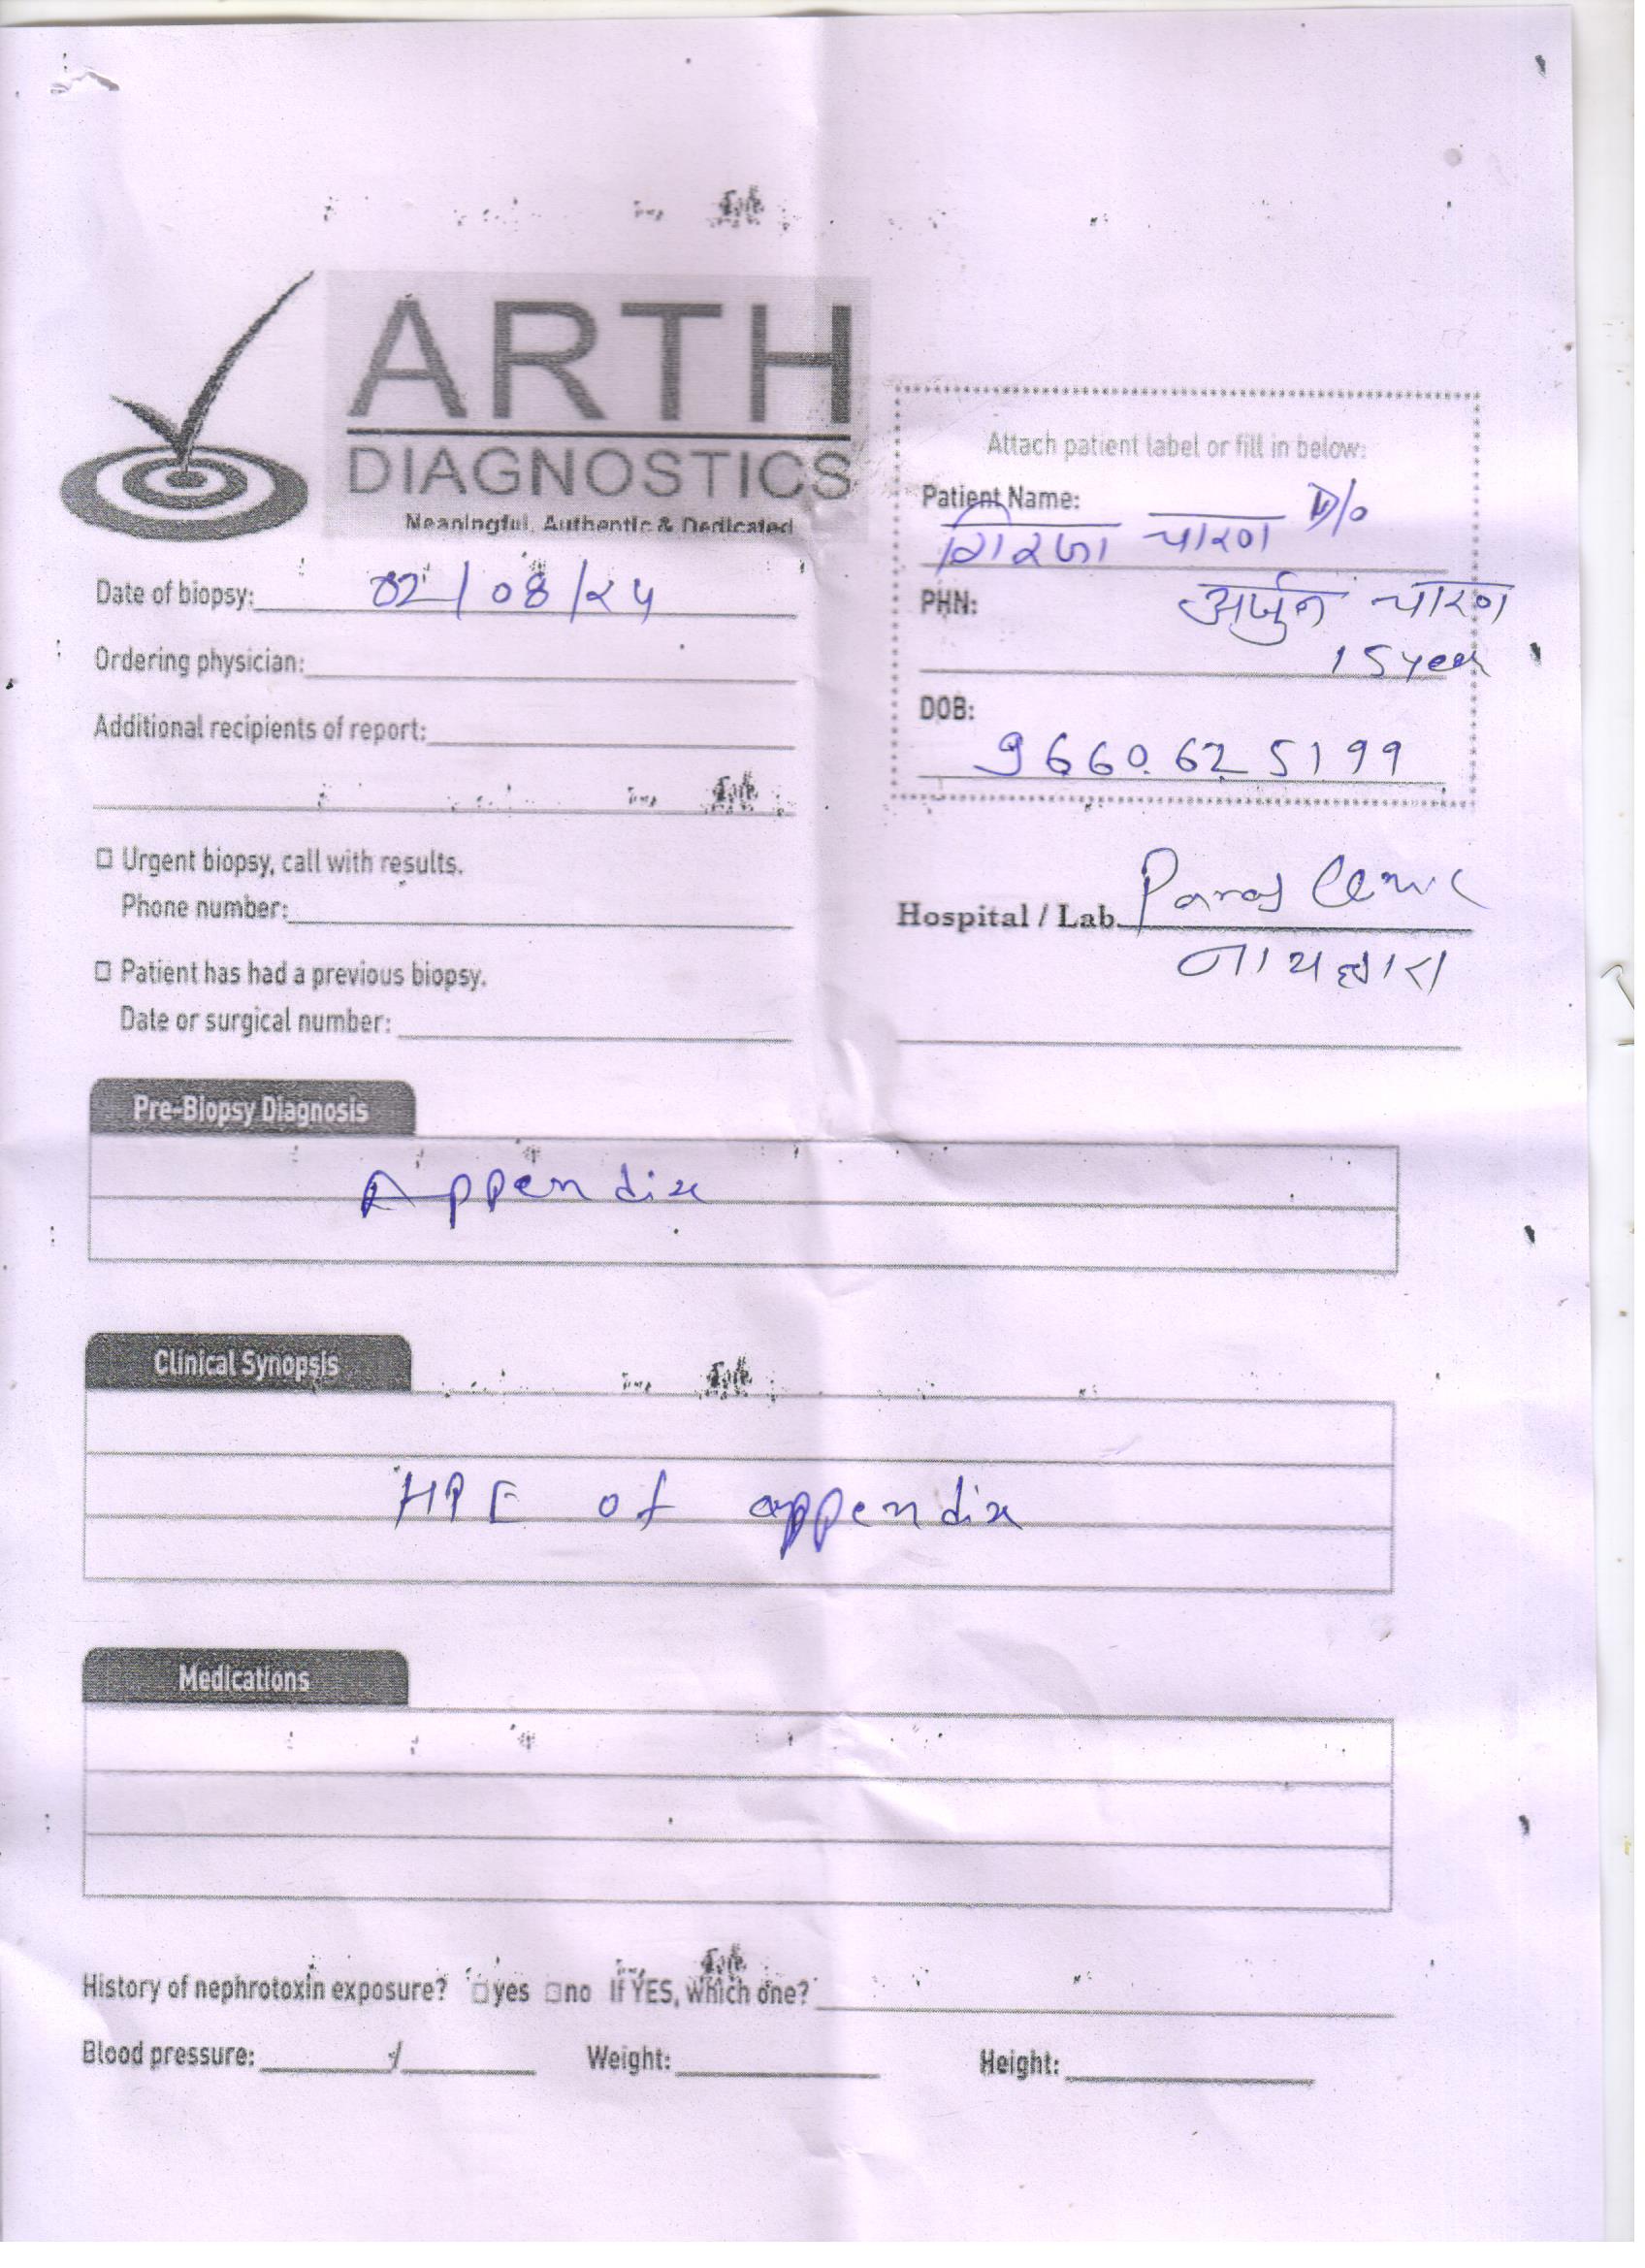 ARTH
DIAGNOSTICS
Meaningful, Authentic & Dedicated
Attach patient label or fill in below:
Patient Name:
गिरजा चारण D/o
Date of biopsy: 02/08/24
PHN: अर्जुन चारण
15 year
Ordering physician:
Additional recipients of report:
DOB:
9660625199
Urgent biopsy, call with results.
Phone number:
Hospital / Lab Paras Clinic
नाथद्वारा
Patient has had a previous biopsy.
Date or surgical number:
Pre-Biopsy Diagnosis
Appendix
Clinical Synopsis
HPE of appendix
Medications
History of nephrotoxin exposure? yes no If YES, which one?
Blood pressure: / Weight: Height: